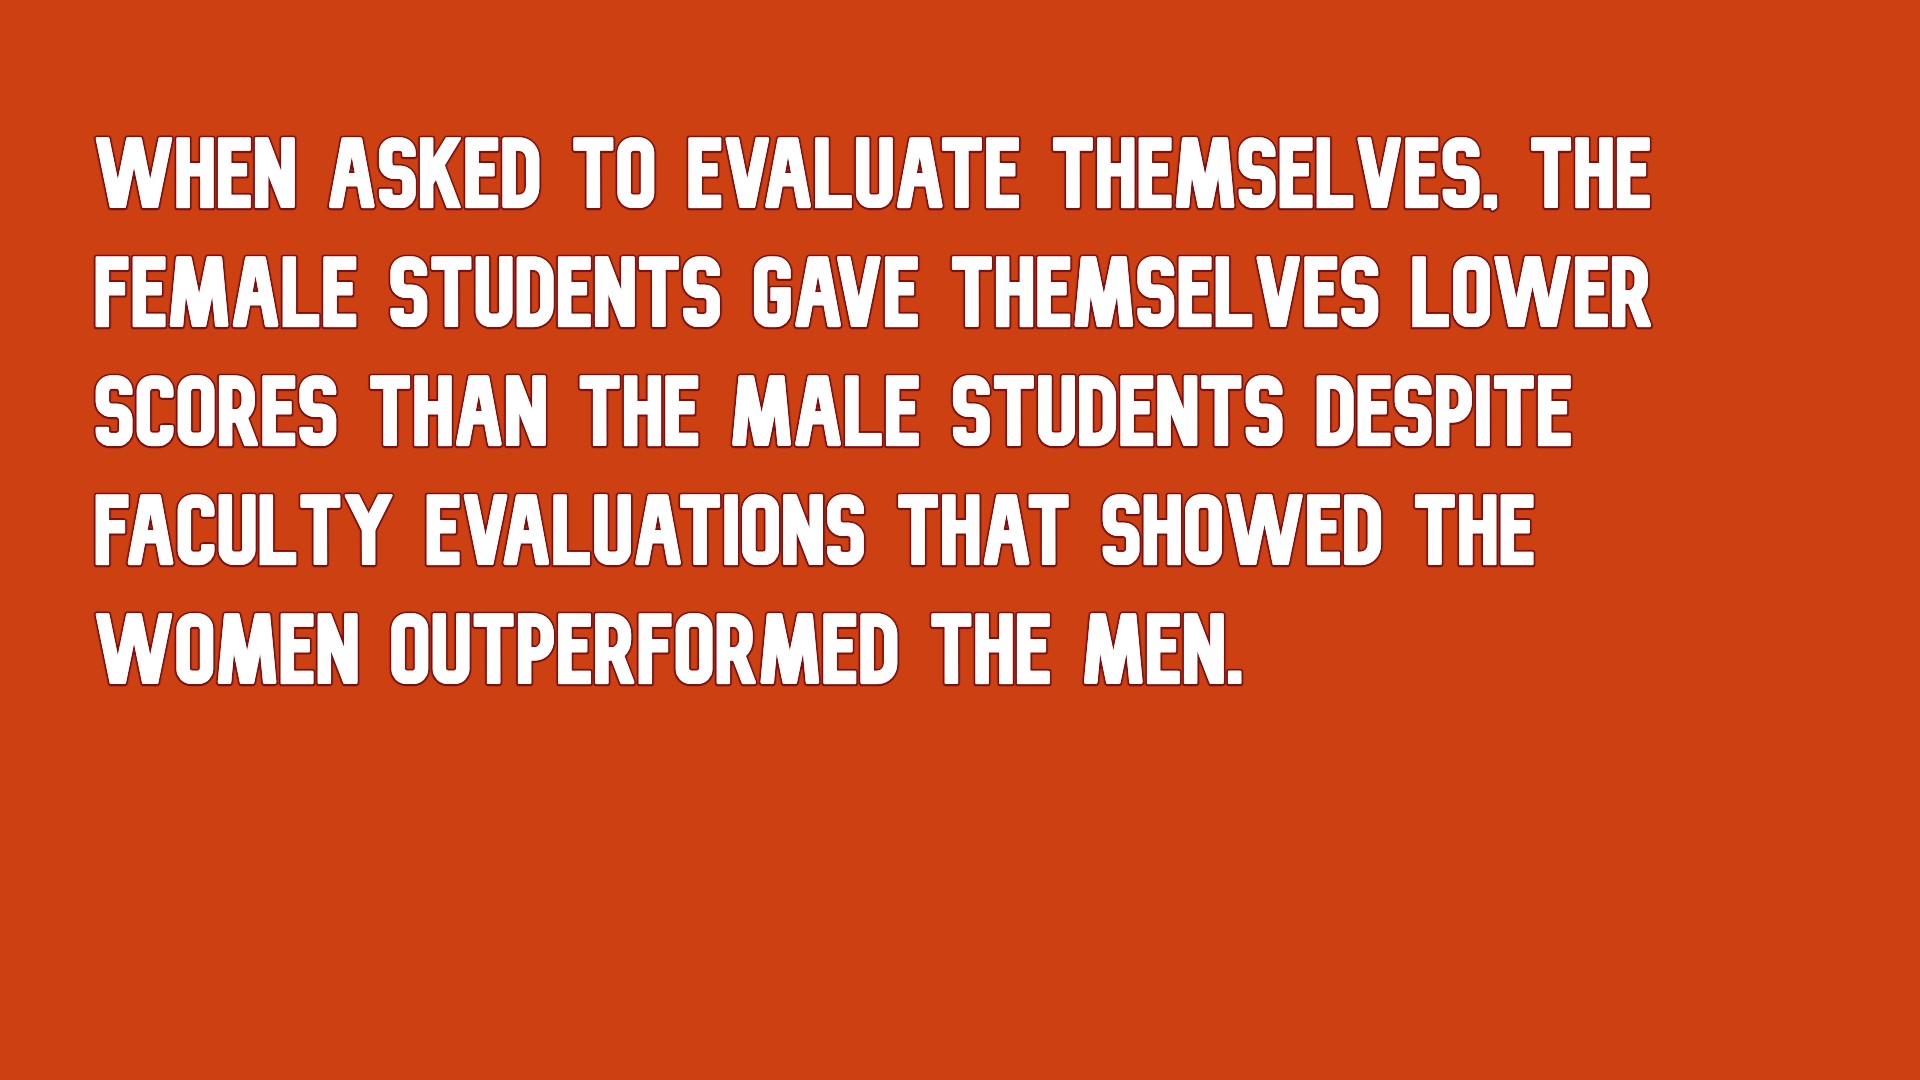 WHEN ASKED TO EVALUATE THEMSELVES, THE
FEMALE STUDENTS GAVE THEMSELVES LOWER
SCORES THAN THE MALE STUDENTS DESPITE
FACULTY EVALUATIONS THAT SHOWED THE
WOMEN OUTPERFORMED THE MEN.